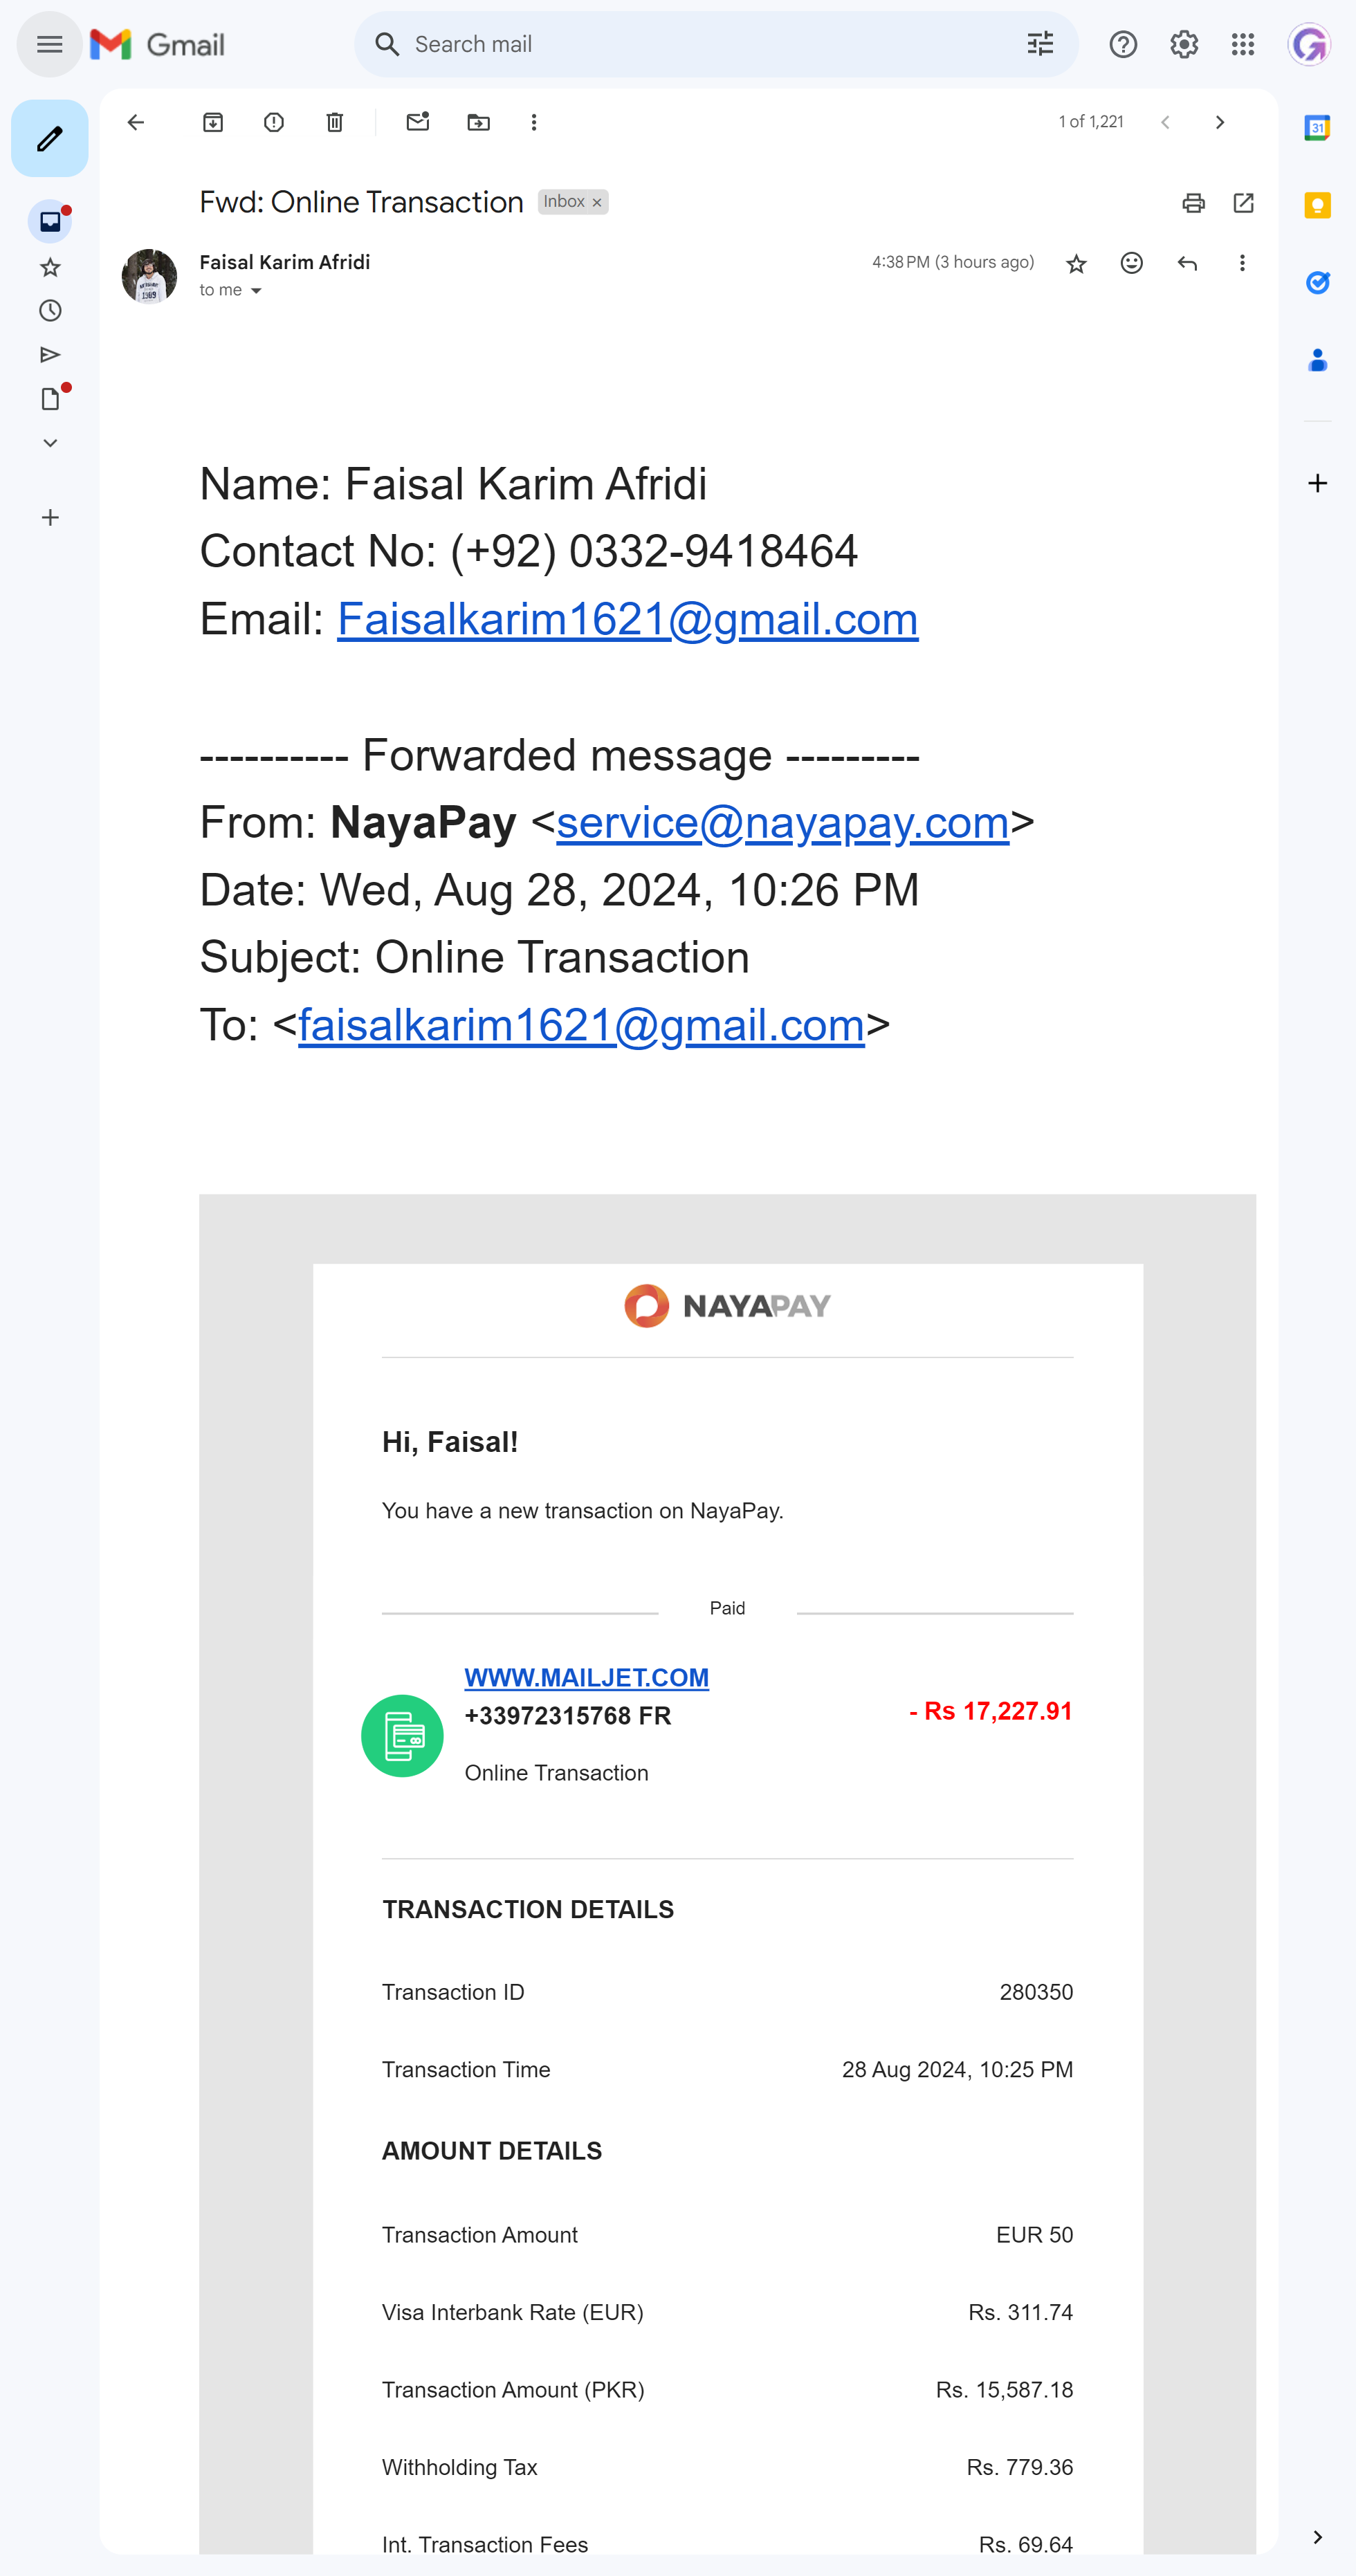 Gmail
Search mail
1 of 1,221
31
Fwd: Online Transaction
Inbox ×
Faisal Karim Afridi
4:38 PM (3 hours ago)
to me
1969
Name: Faisal Karim Afridi
Contact No: (+92) 0332-9418464
Email: Faisalkarim1621@gmail.com
---------- Forwarded message ---------
From: NayaPay <service@nayapay.com>
Date: Wed, Aug 28, 2024, 10:26 PM
Subject: Online Transaction
To: <faisalkarim1621@gmail.com>
NAYAPAY
Hi, Faisal!
You have a new transaction on NayaPay.
Paid
WWW.MAILJET.COM
+33972315768 FR
- Rs 17,227.91
Online Transaction
TRANSACTION DETAILS
Transaction ID 280350
Transaction Time 28 Aug 2024, 10:25 PM
AMOUNT DETAILS
Transaction Amount EUR 50
Visa Interbank Rate (EUR) Rs. 311.74
Transaction Amount (PKR) Rs. 15,587.18
Withholding Tax Rs. 779.36
Int. Transaction Fees Rs. 69.64